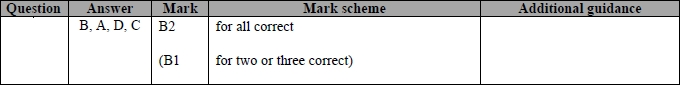 Question Answer Mark Mark scheme Additional guidance
B, A, D, C B2 for all correct
(B1 for two or three correct)